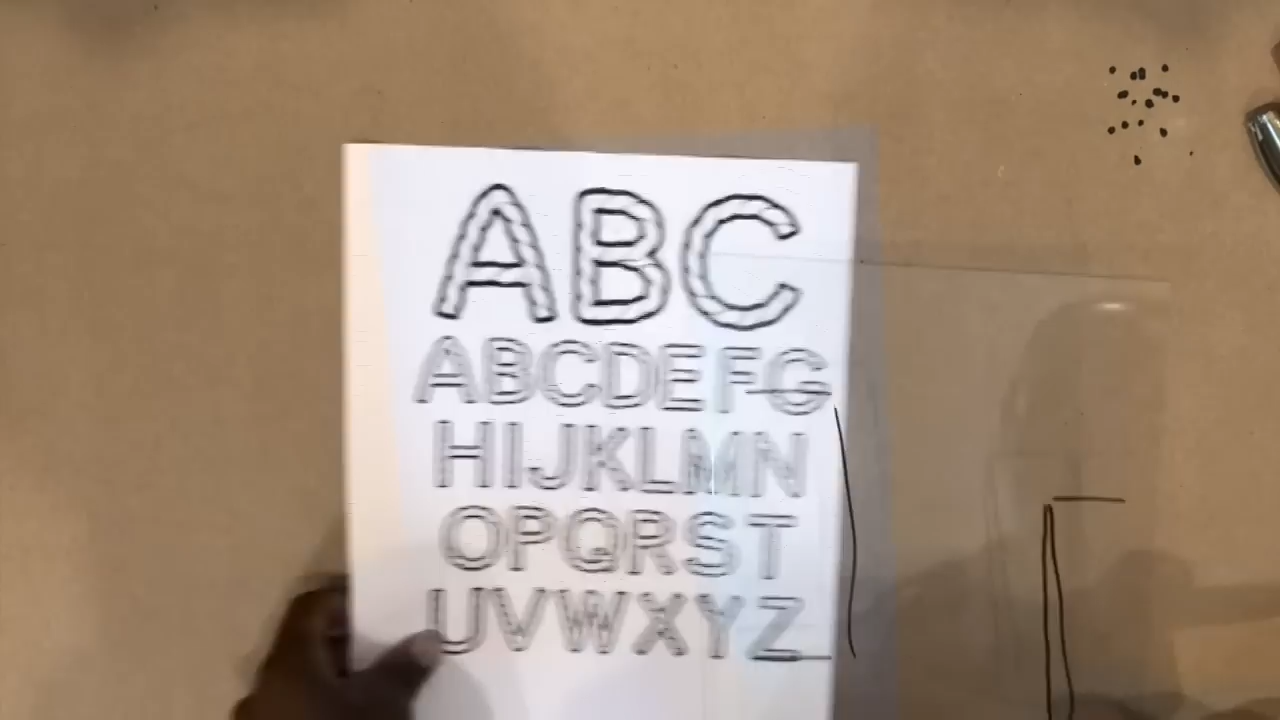 ABC
ABCDEFG
HIJKLMN
OPQRST
UVWXYZ